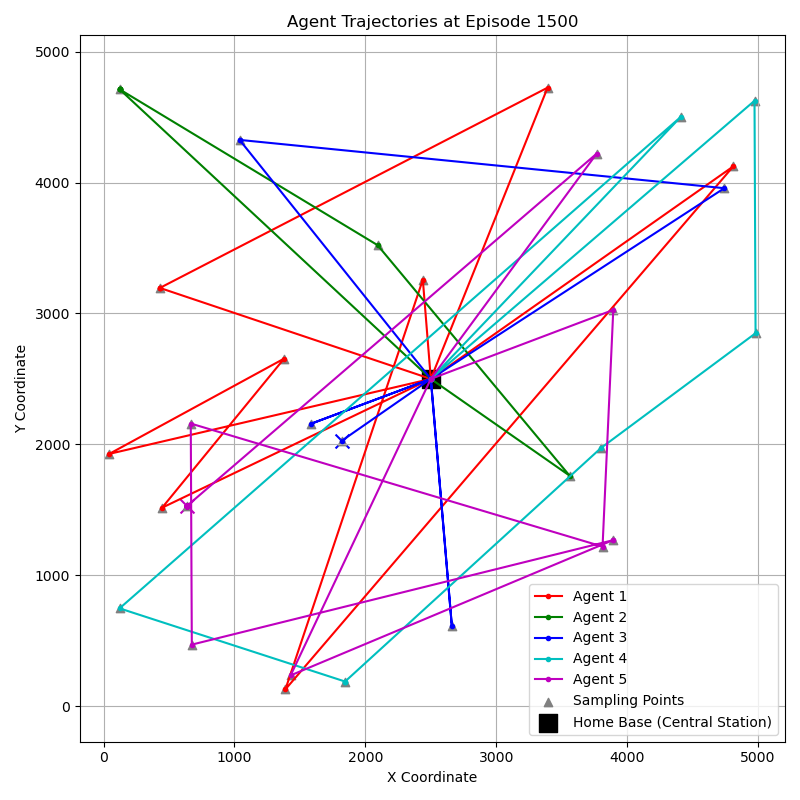 Agent Trajectories at Episode 1500
5000
4000
3000
2000
1000
0
Y Coordinate
0 1000 2000 3000 4000 5000
X Coordinate
Agent 1
Agent 2
Agent 3
Agent 4
Agent 5
Sampling Points
Home Base (Central Station)